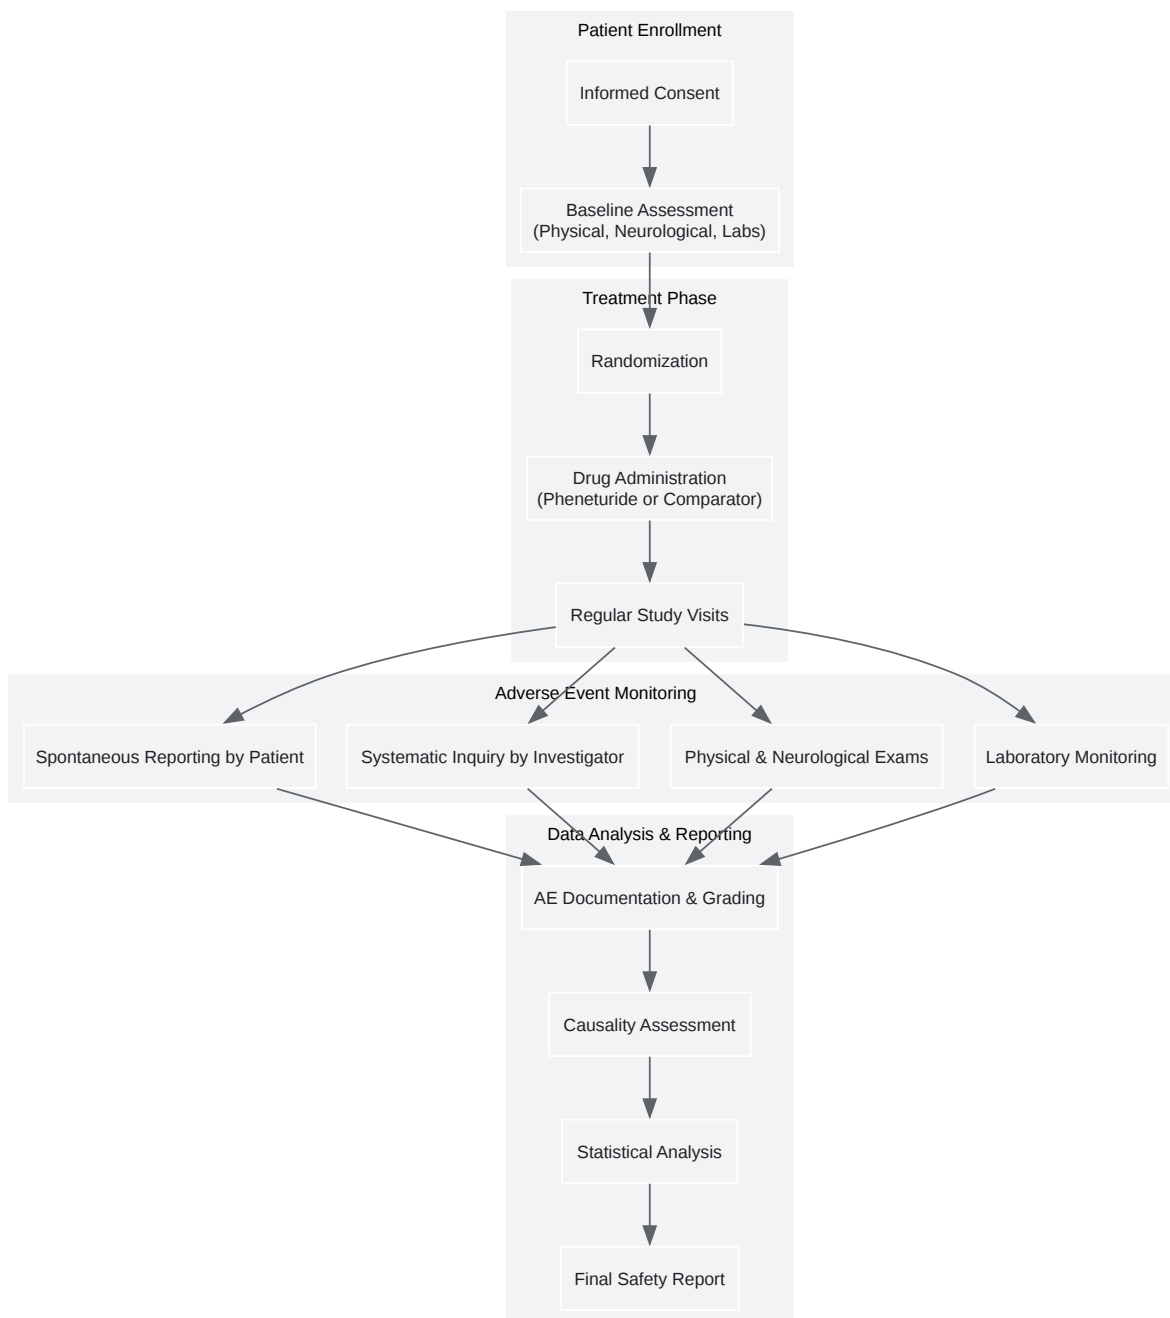 Patient Enrollment
Informed Consent
Baseline Assessment
(Physical, Neurological, Labs)
Treatment Phase
Randomization
Drug Administration
(Pheneturide or Comparator)
Regular Study Visits
Adverse Event Monitoring
Spontaneous Reporting by Patient
Systematic Inquiry by Investigator
Physical & Neurological Exams
Laboratory Monitoring
Data Analysis & Reporting
AE Documentation & Grading
Causality Assessment
Statistical Analysis
Final Safety Report